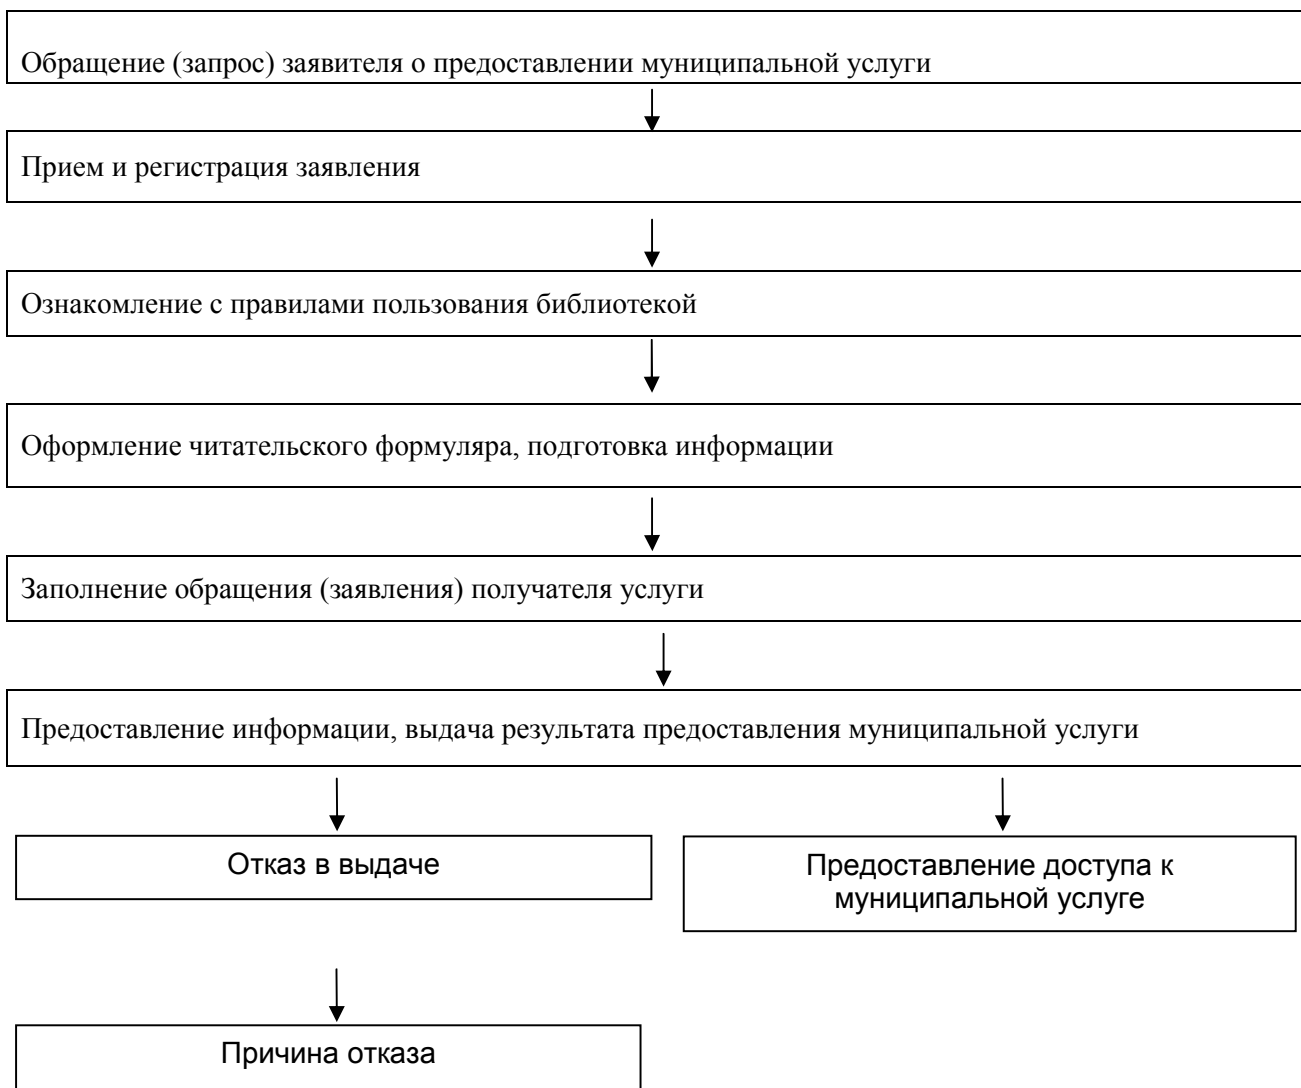 Обращение (запрос) заявителя о предоставлении муниципальной услуги
Прием и регистрация заявления
Ознакомление с правилами пользования библиотекой
Оформление читательского формуляра, подготовка информации
Заполнение обращения (заявления) получателя услуги
Предоставление информации, выдача результата предоставления муниципальной услуги
Отказ в выдаче
Предоставление доступа к
муниципальной услуге
Причина отказа